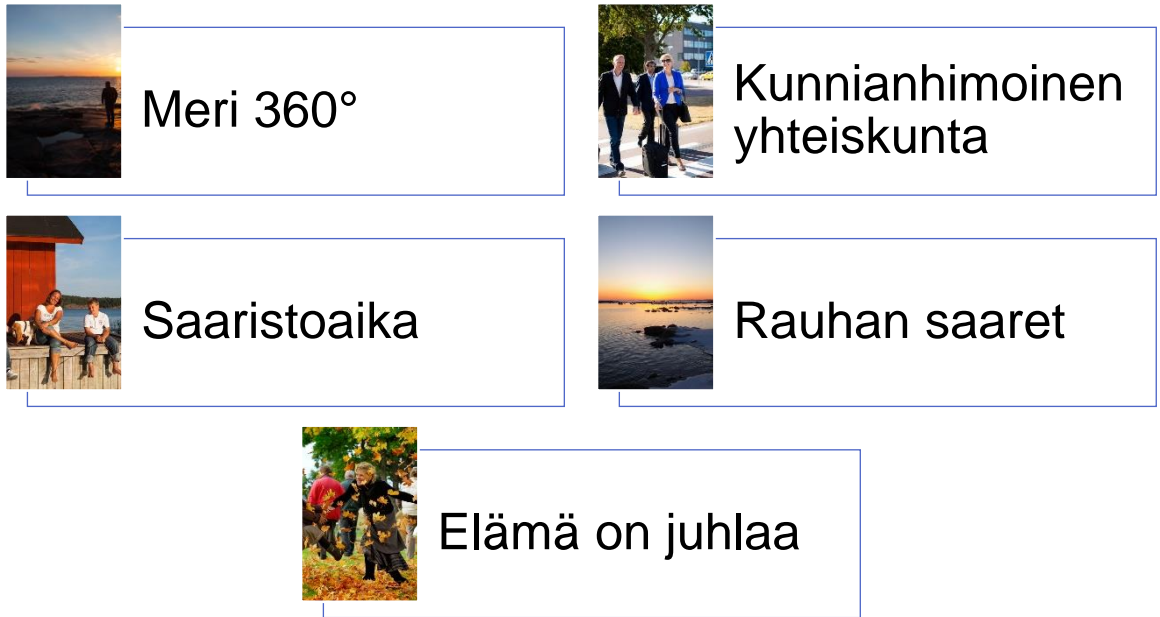 Meri 360°
Kunnianhimoinen
yhteiskunta
Saaristoaika
Rauhan saaret
Elämä on juhlaa